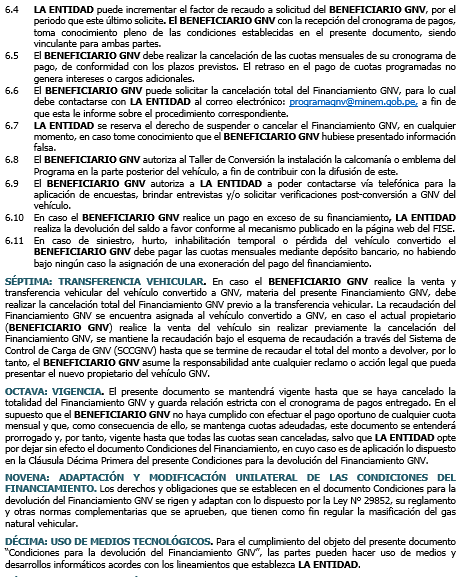 6.4 LA ENTIDAD puede incrementar el factor de recaudo a solicitud del BENEFICIARIO GNV, por el
periodo que este último solicite. El BENEFICIARIO GNV con la recepción del cronograma de pagos,
toma conocimiento pleno de las condiciones establecidas en el presente documento, siendo
vinculante para ambas partes.
6.5 El BENEFICIARIO GNV debe realizar la cancelación de las cuotas mensuales de su cronograma
de pago, de conformidad con los plazos previstos. El retraso en el pago de cuotas programadas no
genera intereses o cargos adicionales.
6.6 El BENEFICIARIO GNV puede solicitar la cancelación total del Financiamiento GNV, para lo cual
debe contactarse con LA ENTIDAD al correo electrónico: programagnv@minem.gob.pe, a fin de
que esta le informe sobre el procedimiento correspondiente.
6.7 LA ENTIDAD se reserva el derecho de suspender o cancelar el Financiamiento GNV, en cualquier
momento, en caso tome conocimiento que el BENEFICIARIO GNV hubiese presentado información
falsa.
6.8 El BENEFICIARIO GNV autoriza al Taller de Conversión la instalación la calcomanía o emblema del
Programa en la parte posterior del vehículo, a fin de contribuir con la difusión de este.
6.9 El BENEFICIARIO GNV autoriza a LA ENTIDAD a poder contactarse vía telefónica para la
aplicación de encuestas, brindar entrevistas y/o solicitar verificaciones post-conversión a GNV del
vehículo.
6.10 En caso el BENEFICIARIO GNV realice un pago en exceso de su financiamiento, LA ENTIDAD
realiza la devolución del saldo a favor conforme al mecanismo publicado en la página web del FISE.
6.11 En caso de siniestro, hurto, inhabilitación temporal o pérdida del vehículo convertido el
BENEFICIARIO GNV debe pagar las cuotas mensuales mediante depósito bancario, no habiendo
bajo ningún caso la asignación de una exoneración del pago del financiamiento.
SÉPTIMA: TRANSFERENCIA VEHICULAR. En caso el BENEFICIARIO GNV realice la venta y
transferencia vehicular del vehículo convertido a GNV, materia del presente Financiamiento GNV, debe
realizar la cancelación total del Financiamiento GNV previo a la transferencia vehicular. La recaudación del
Financiamiento GNV se encuentra asignada al vehículo convertido a GNV, en caso el actual propietario
(BENEFICIARIO GNV) realice la venta del vehículo sin realizar previamente la cancelación del
Financiamiento GNV, se mantiene la recaudación bajo el esquema de recaudación a través del Sistema de
Control de Carga de GNV (SCCGNV) hasta que se termine de recaudar el total del monto a devolver, por lo
tanto, el BENEFICIARIO GNV asume la responsabilidad ante cualquier reclamo o acción legal que pueda
presentar el nuevo propietario del vehículo GNV.
OCTAVA: VIGENCIA. El presente documento se mantendrá vigente hasta que se haya cancelado la
totalidad del Financiamiento GNV y guarda relación estricta con el cronograma de pagos entregado. En el
supuesto que el BENEFICIARIO GNV no haya cumplido con efectuar el pago oportuno de cualquier cuota
mensual y que, como consecuencia de ello, se mantenga cuotas adeudadas, este documento se entenderá
prorrogado y, por tanto, vigente hasta que todas las cuotas sean canceladas, salvo que LA ENTIDAD opte
por dejar sin efecto el documento Condiciones del Financiamiento, en cuyo caso es de aplicación lo dispuesto
en la Cláusula Décima Primera del presente Condiciones para la devolución del Financiamiento GNV.
NOVENA: ADAPTACIÓN Y MODIFICACIÓN UNILATERAL DE LAS CONDICIONES DEL
FINANCIAMIENTO. Los derechos y obligaciones que se establecen en el documento Condiciones para la
devolución del Financiamiento GNV se rigen y adaptan con lo dispuesto por la Ley Nº 29852, su reglamento
y otras normas complementarias que se aprueben, que tienen como fin regular la masificación del gas
natural vehicular.
DÉCIMA: USO DE MEDIOS TECNOLÓGICOS. Para el cumplimiento del objeto del presente documento
"Condiciones para la devolución del Financiamiento GNV", las partes pueden hacer uso de medios y
desarrollos informáticos acordes con los lineamientos que establezca LA ENTIDAD.